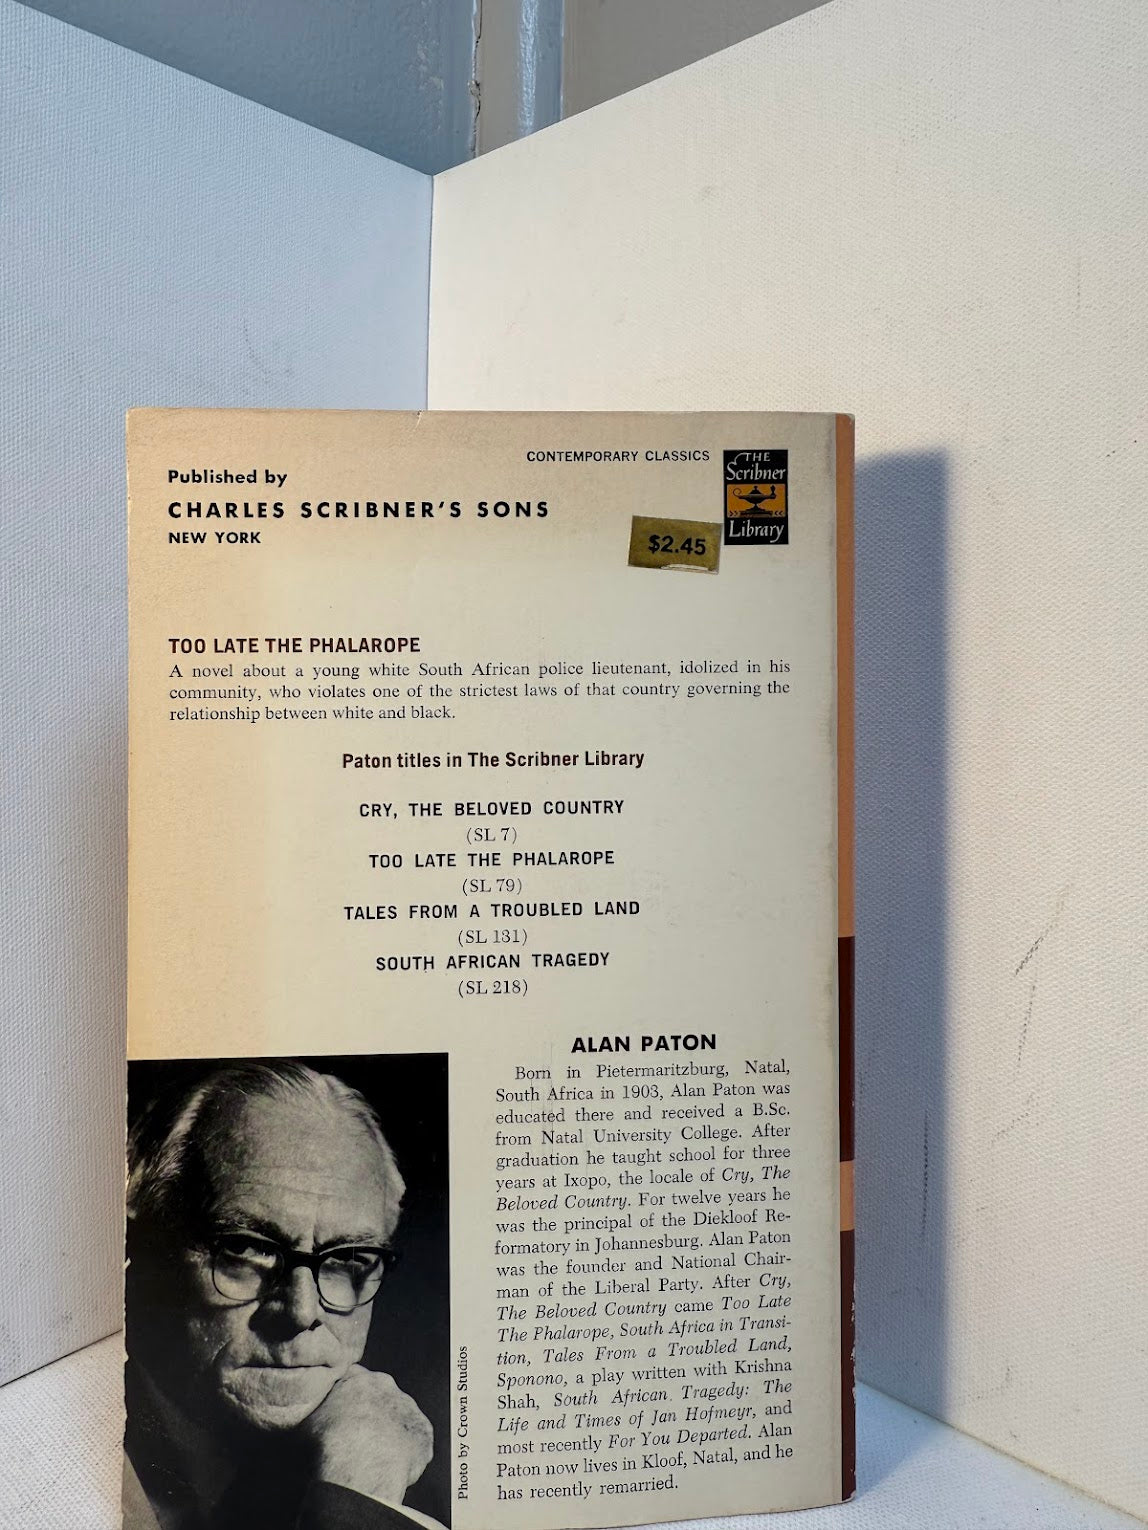 CONTEMPORARY CLASSICS
THE
Scribner
Library
Published by
CHARLES SCRIBNER'S SONS
NEW YORK
$2.45
TOO LATE THE PHALAROPE
A novel about a young white South African police lieutenant, idolized in his
community, who violates one of the strictest laws of that country governing the
relationship between white and black.
Paton titles in The Scribner Library
CRY, THE BELOVED COUNTRY
(SL 7)
TOO LATE THE PHALAROPE
(SL 79)
TALES FROM A TROUBLED LAND
(SL 131)
SOUTH AFRICAN TRAGEDY
(SL 218)
ALAN PATON
Born in Pietermaritzburg, Natal,
South Africa in 1903, Alan Paton was
educated there and received a B.Sc.
from Natal University College. After
graduation he taught school for three
years at Ixopo, the locale of Cry, The
Beloved Country. For twelve years he
was the principal of the Diekloof Re-
formatory in Johannesburg. Alan Paton
was the founder and National Chair-
man of the Liberal Party. After Cry,
The Beloved Country came Too Late
The Phalarope, South Africa in Transi-
tion, Tales From a Troubled Land,
Sponono, a play written with Krishna
Shah, South African Tragedy: The
Life and Times of Jan Hofmeyr, and
most recently For You Departed. Alan
Paton now lives in Kloof, Natal, and he
has recently remarried.
Photo by Crown Studios